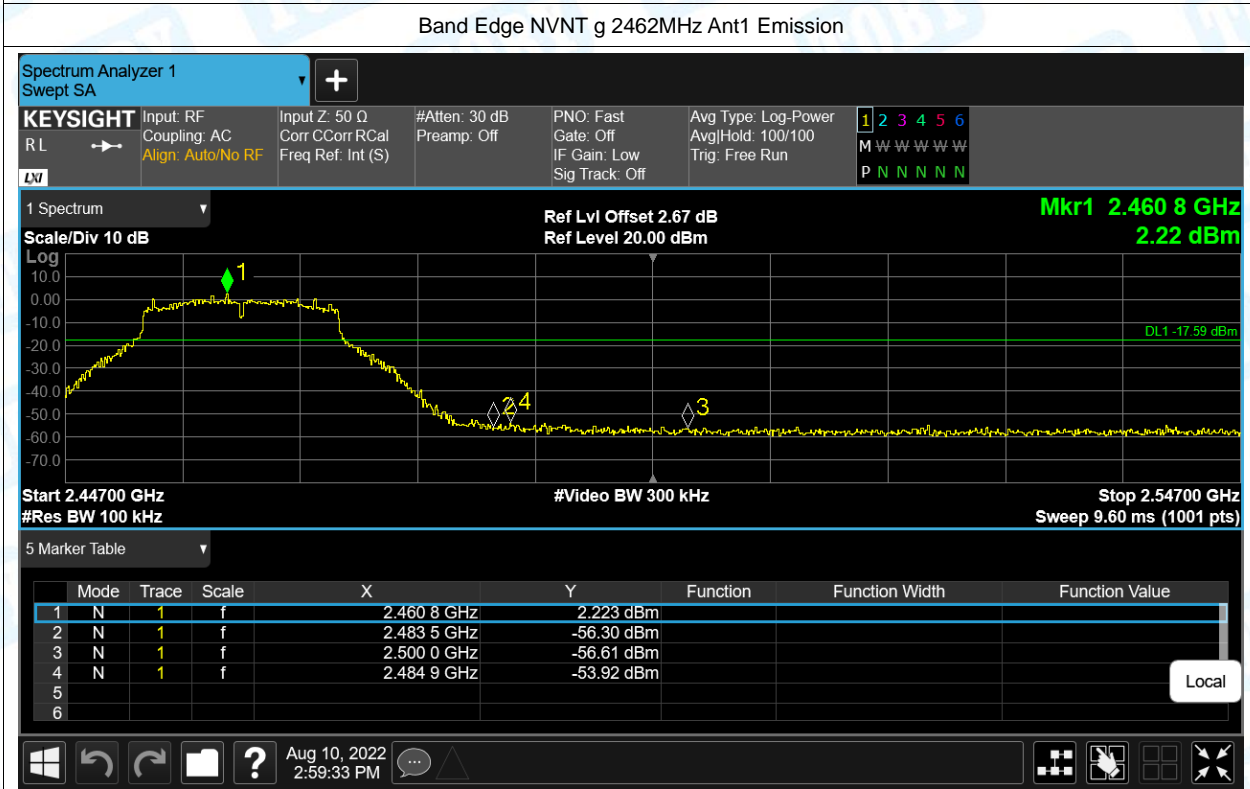 Band Edge NVNT g 2462MHz Ant1 Emission
Spectrum Analyzer 1
Swept SA
+
KEYSIGHT
R L
LXI
Input: RF
Coupling: AC
Align: Auto/No RF
Input Z: 50 Ω
Corr CCorr RCal
Freq Ref: Int (S)
#Atten: 30 dB
Preamp: Off
PNO: Fast
Gate: Off
IF Gain: Low
Sig Track: Off
Avg Type: Log-Power
Avg|Hold: 100/100
Trig: Free Run
1 2 3 4 5 6
M W W W W W
P N N N N N
1 Spectrum
Scale/Div 10 dB
Ref Lvl Offset 2.67 dB
Ref Level 20.00 dBm
Mkr1 2.460 8 GHz
2.22 dBm
Log
10.0
0.00
-10.0
-20.0
-30.0
-40.0
-50.0
-60.0
-70.0
1
DL1 -17.59 dBm
2 4
3
Start 2.44700 GHz
#Video BW 300 kHz
Stop 2.54700 GHz
#Res BW 100 kHz
Sweep 9.60 ms (1001 pts)
5 Marker Table
Mode Trace Scale X Y Function Function Width Function Value
1 N 1 f 2.460 8 GHz 2.223 dBm
2 N 1 f 2.483 5 GHz -56.30 dBm
3 N 1 f 2.500 0 GHz -56.61 dBm
4 N 1 f 2.484 9 GHz -53.92 dBm
5
6
Local
?
Aug 10, 2022
2:59:33 PM